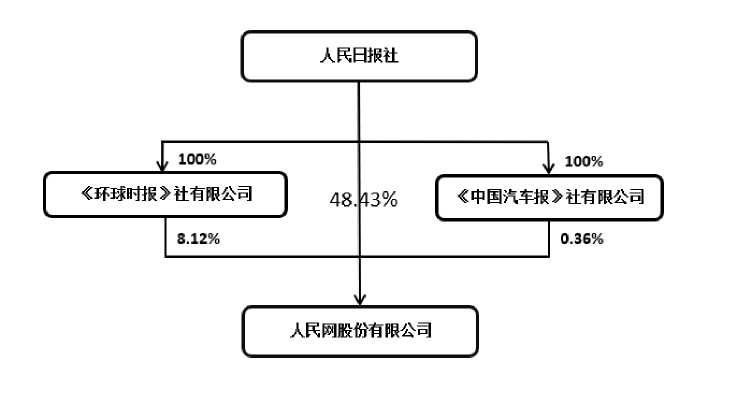 人民日报社
100%
100%
《环球时报》社有限公司
48.43%
《中国汽车报》社有限公司
8.12%
0.36%
人民网股份有限公司